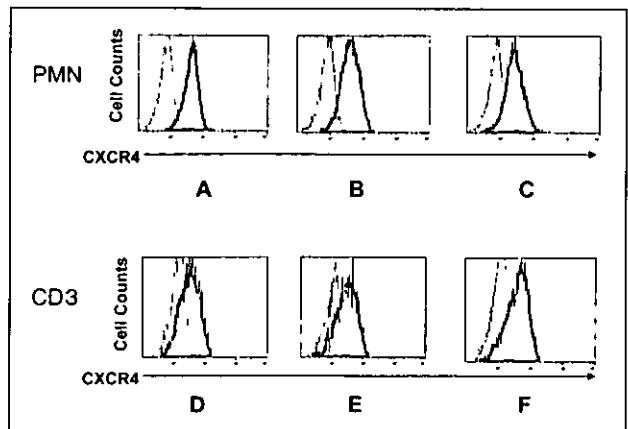 PMN
Cell Counts
CXCR4
A B C
CD3
Cell Counts
CXCR4
D E F